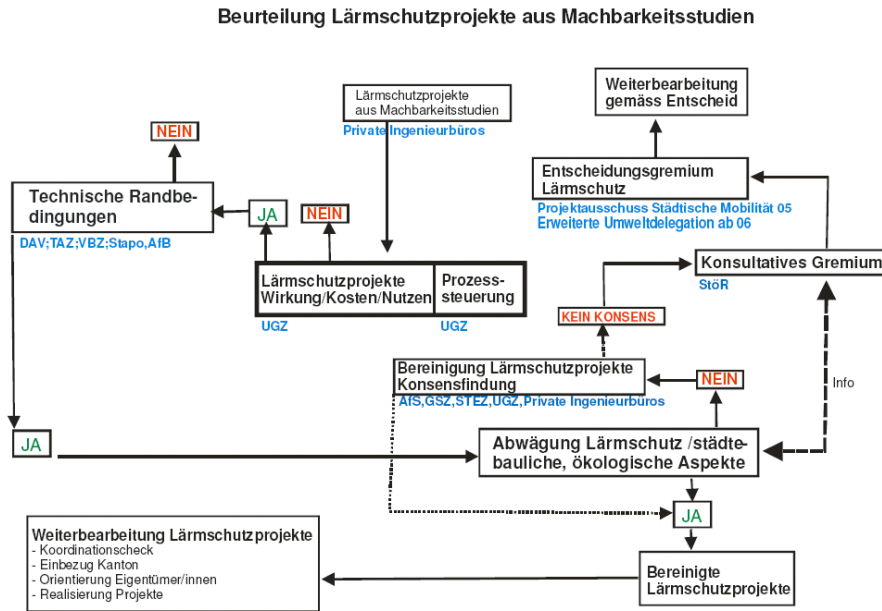 Beurteilung Lärmschutzprojekte aus Machbarkeitsstudien
Lärmschutzprojekte
aus Machbarkeitsstudien
Private Ingenieurbüros
Weiterbearbeitung
gemäss Entscheid
NEIN
Entscheidungsgremium
Lärmschutz
Projektausschuss Städtische Mobilität 05
Erweiterte Umweltdelegation ab 06
Technische Randbe-
dingungen
DAV;TAZ;VBZ;Stapo,AfB
JA
NEIN
Lärmschutzprojekte
Wirkung/Kosten/Nutzen
UGZ
Prozess-
steuerung
UGZ
Konsultatives Gremium
StöR
KEIN KONSENS
Bereinigung Lärmschutzprojekte
Konsensfindung
AfS,GSZ,STEZ,UGZ,Private Ingenieurbüros
NEIN
Info
JA
Abwägung Lärmschutz /städte-
bauliche, ökologische Aspekte
JA
Weiterbearbeitung Lärmschutzprojekte
- Koordinationscheck
- Einbezug Kanton
- Orientierung Eigentümer/innen
- Realisierung Projekte
Bereinigte
Lärmschutzprojekte